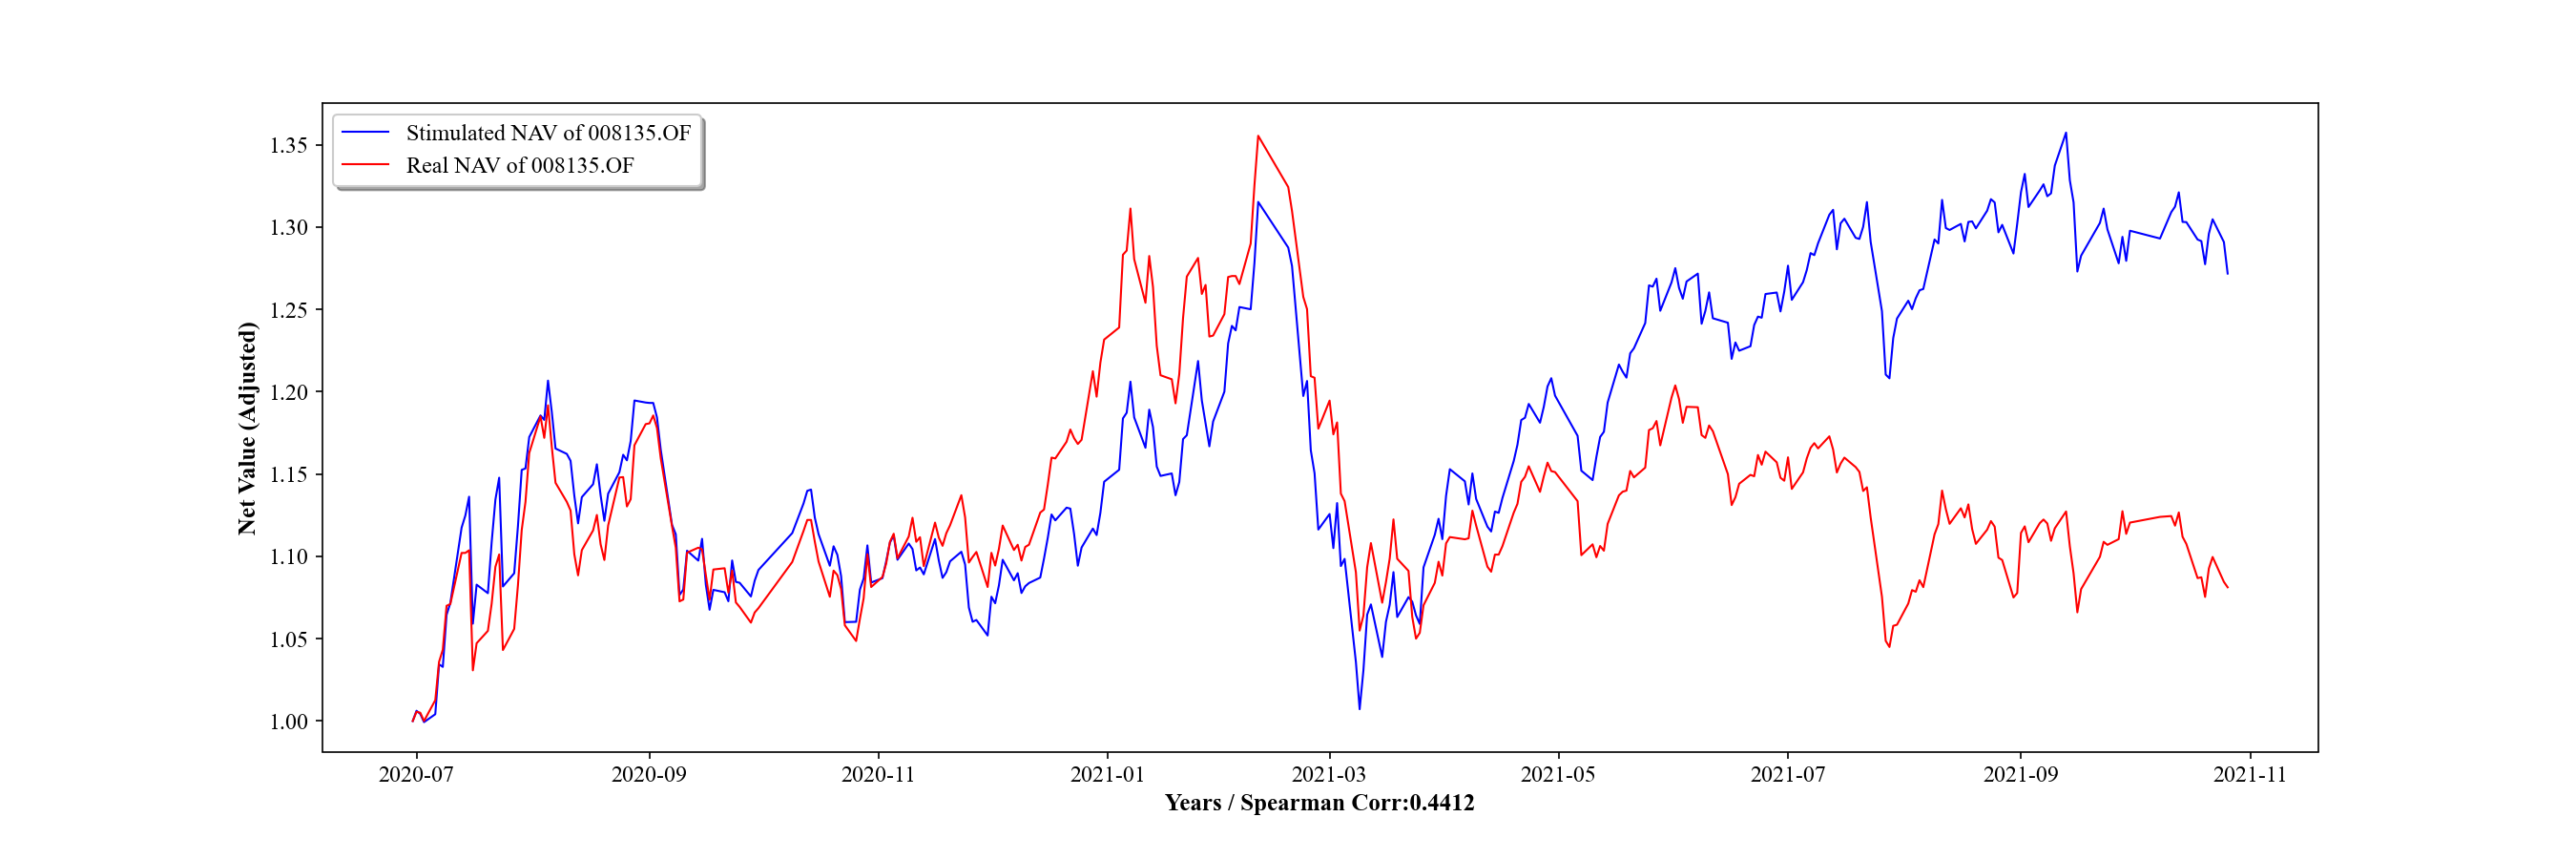 Stimulated NAV of 008135.OF
Real NAV of 008135.OF
Net Value (Adjusted)
1.35
1.30
1.25
1.20
1.15
1.10
1.05
1.00
2020-07 2020-09 2020-11 2021-01 2021-03 2021-05 2021-07 2021-09 2021-11
Years / Spearman Corr:0.4412